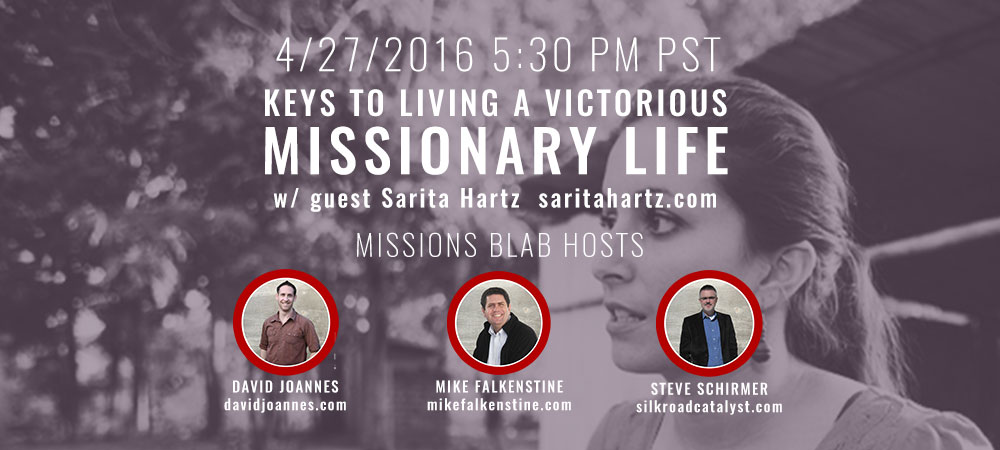 4/27/2016 5:30 PM PST
KEYS TO LIVING A VICTORIOUS
MISSIONARY LIFE
w/ guest Sarita Hartz saritahartz.com
MISSIONS BLAB HOSTS
DAVID JOANNES
davidjoannes.com
MIKE FALKENSTINE
mikefalkenstine.com
STEVE SCHIRMER
silkroadcatalyst.com